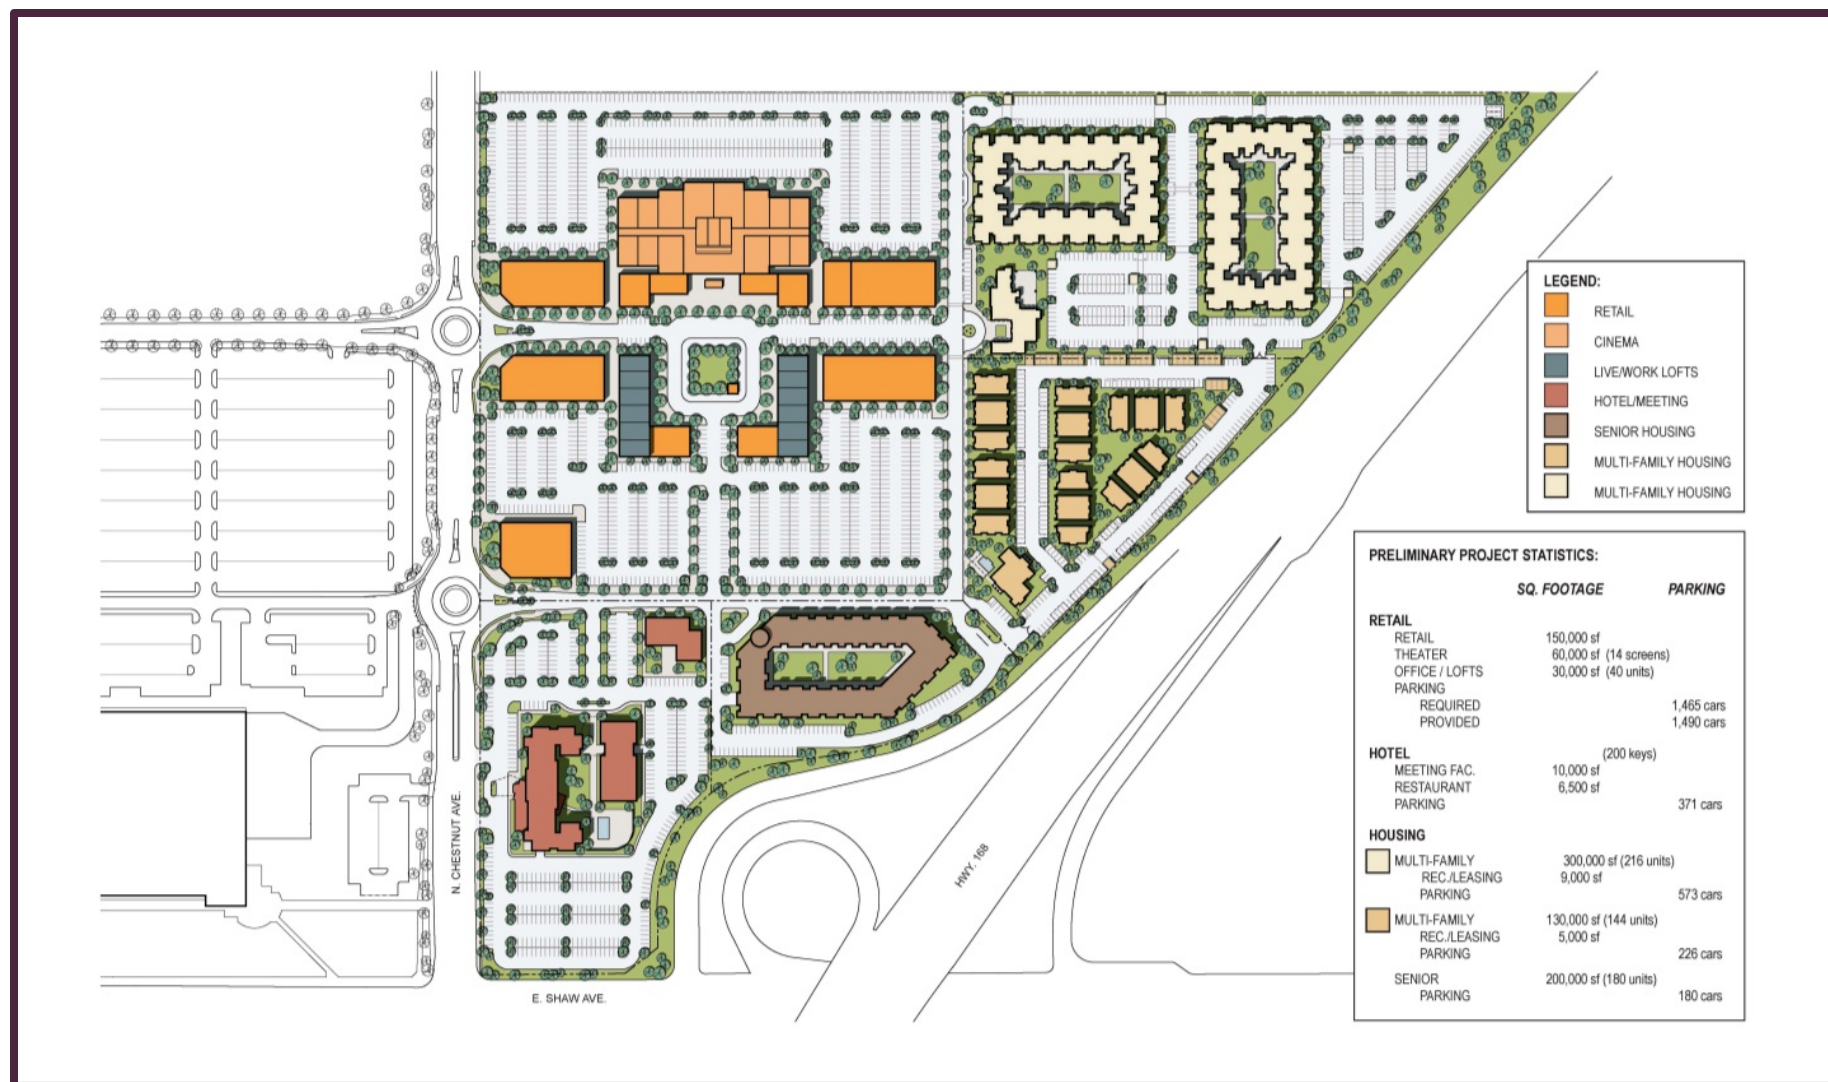 LEGEND:
RETAIL
CINEMA
LIVE/WORK LOFTS
HOTEL/MEETING
SENIOR HOUSING
MULTI-FAMILY HOUSING
MULTI-FAMILY HOUSING
PRELIMINARY PROJECT STATISTICS:
SQ. FOOTAGE PARKING
RETAIL
RETAIL 150,000 sf
THEATER 60,000 sf (14 screens)
OFFICE / LOFTS 30,000 sf (40 units)
PARKING
REQUIRED 1,465 cars
PROVIDED 1,490 cars
HOTEL (200 keys)
MEETING FAC. 10,000 sf
RESTAURANT 6,500 sf
PARKING 371 cars
HOUSING
MULTI-FAMILY 300,000 sf (216 units)
REC./LEASING 9,000 sf
PARKING 573 cars
MULTI-FAMILY 130,000 sf (144 units)
REC./LEASING 5,000 sf
PARKING 226 cars
SENIOR 200,000 sf (180 units)
PARKING 180 cars
N. CHESTNUT AVE.
HWY. 168
E. SHAW AVE.